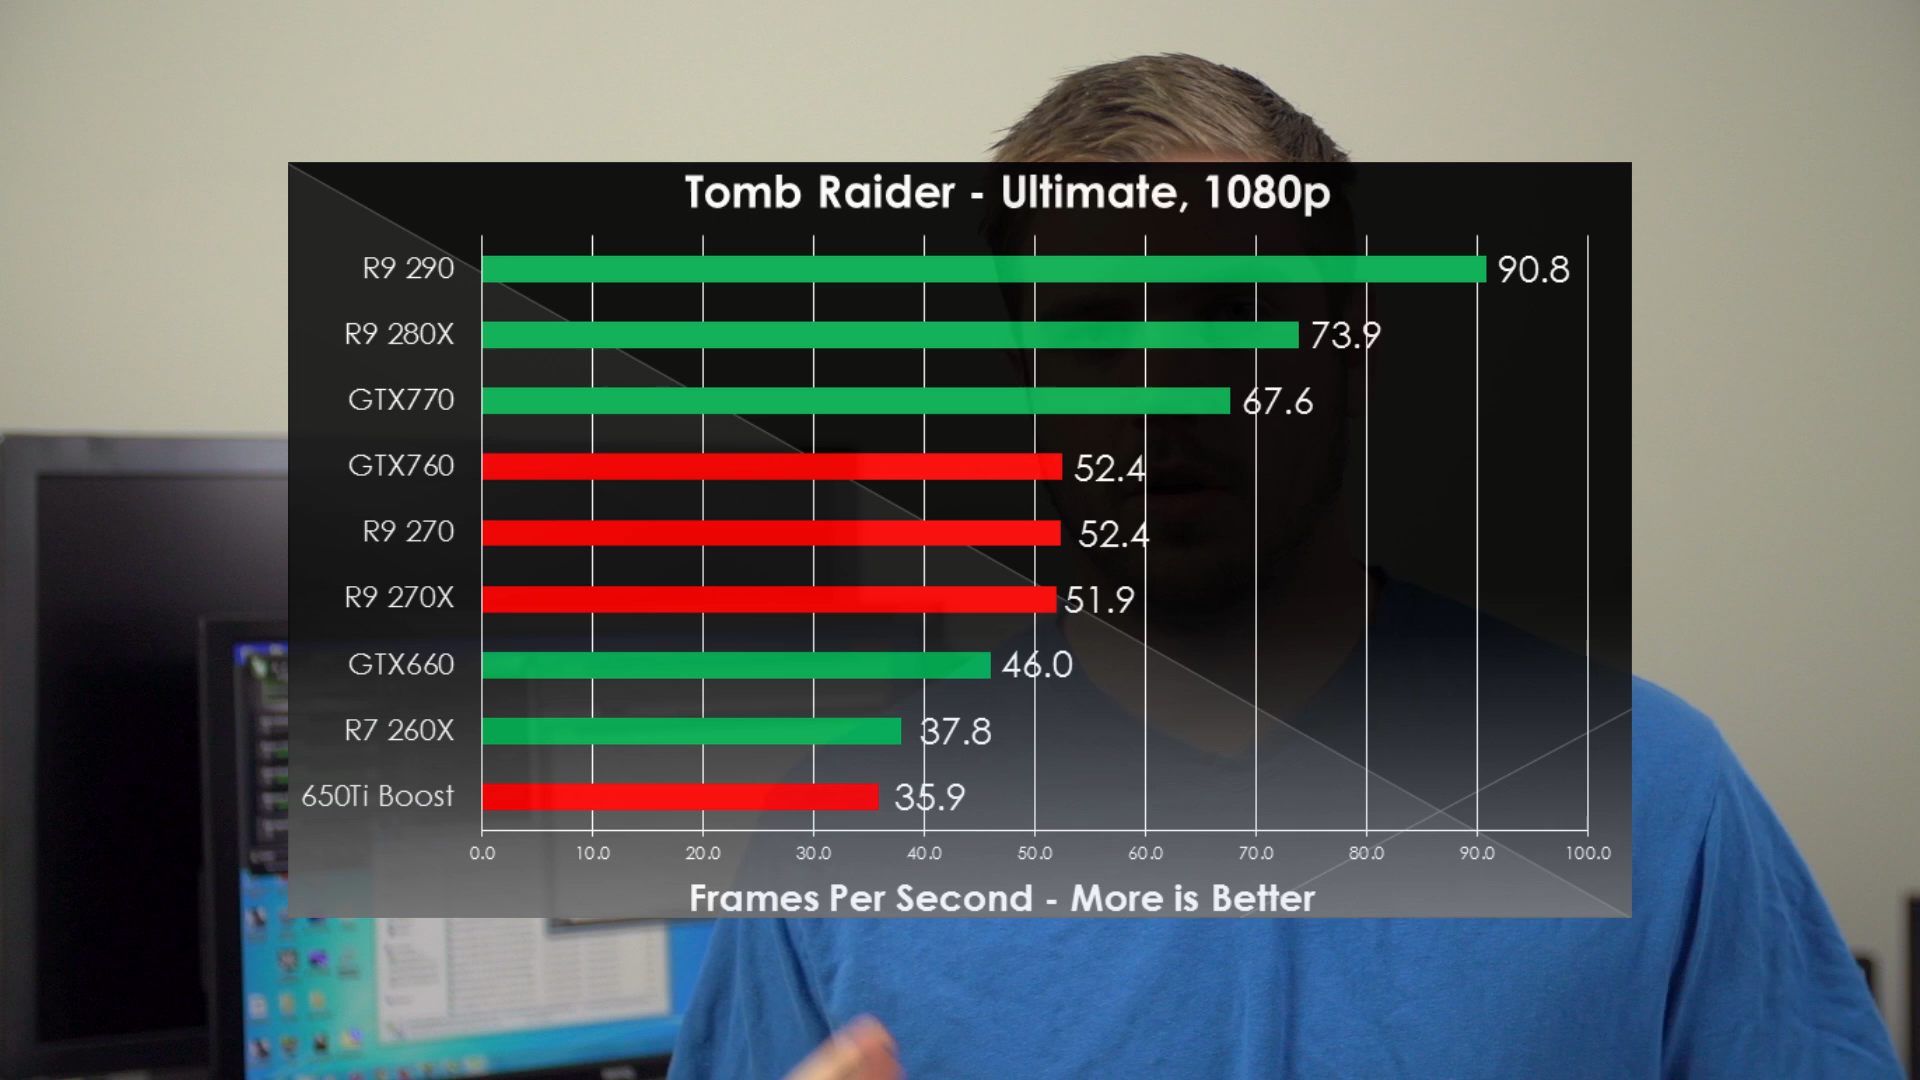 Tomb Raider - Ultimate, 1080p
R9 290 90.8
R9 280X 73.9
GTX770 67.6
GTX760 52.4
R9 270 52.4
R9 270X 51.9
GTX660 46.0
R7 260X 37.8
650Ti Boost 35.9
0.0 10.0 20.0 30.0 40.0 50.0 60.0 70.0 80.0 90.0 100.0
Frames Per Second - More is Better